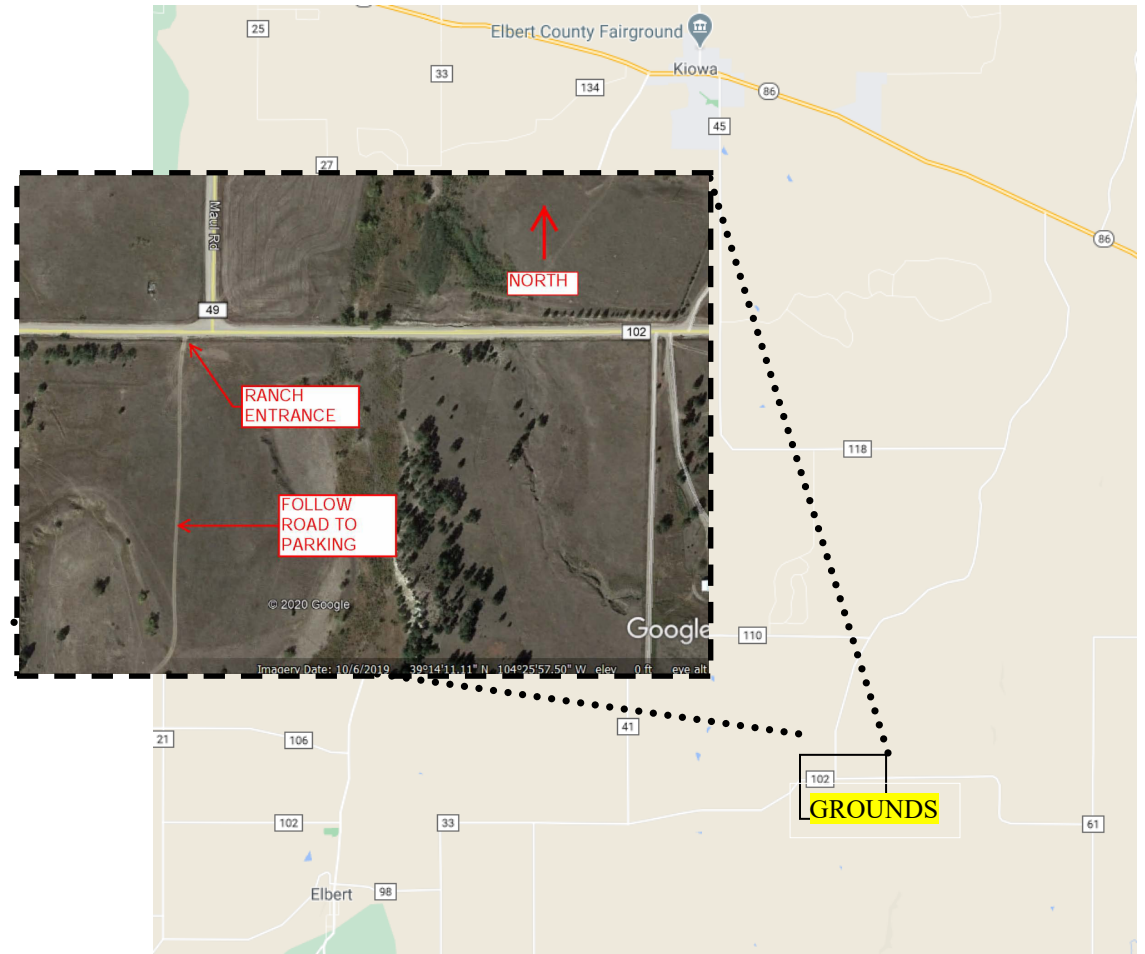 Elbert County Fairground
25
Kiowa
33
134
86
45
27
86
Maul Rd
NORTH
49
102
RANCH
ENTRANCE
118
FOLLOW
ROAD TO
PARKING
© 2020 Google
Google
110
Imagery Date: 10/6/2019 39°14'11.11" N 104°25'57.50" W elev 0 ft eye alt
41
21
106
102
GROUNDS
102
33
61
Elbert
98